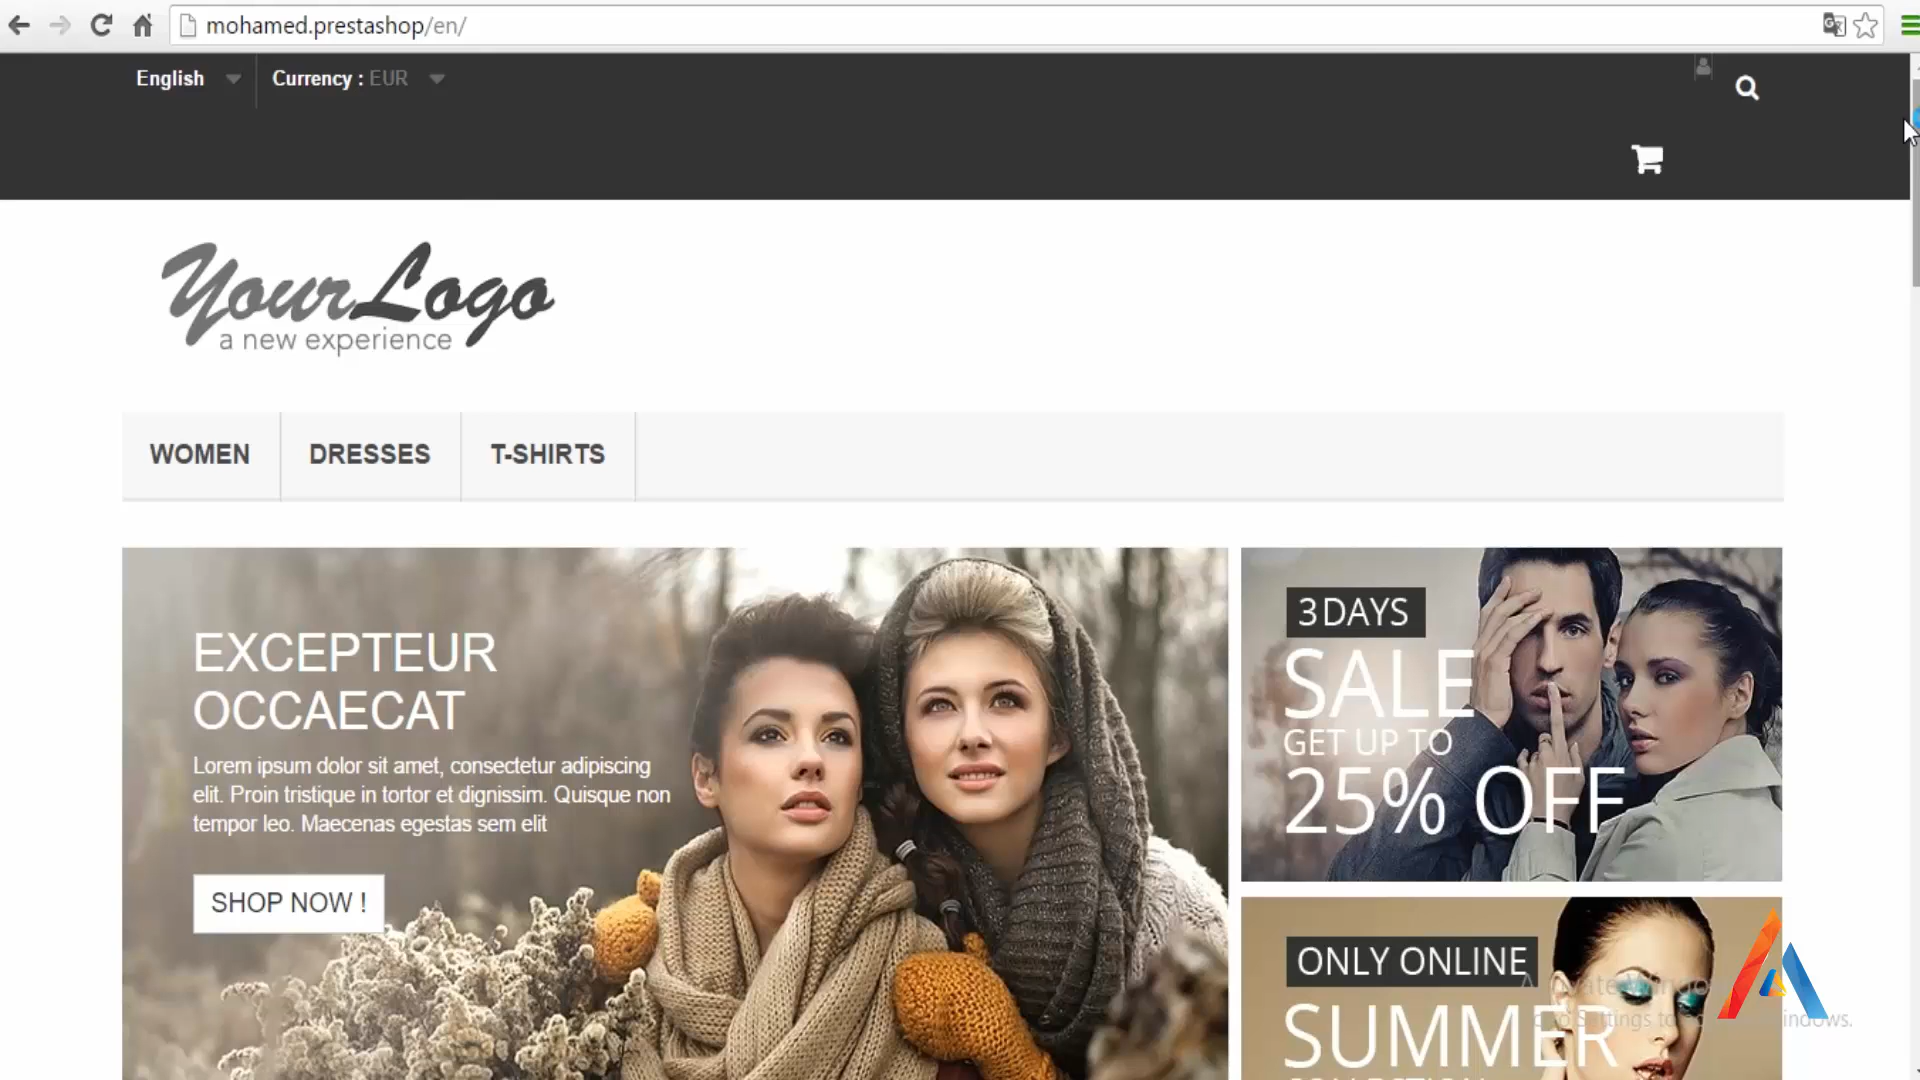 mohamed.prestashop/en/
English
Currency : EUR
YourLogo
a new experience
WOMEN
DRESSES
T-SHIRTS
EXCEPTEUR
OCCAECAT
Lorem ipsum dolor sit amet, consectetur adipiscing
elit. Proin tristique in tortor et dignissim. Quisque non
tempor leo. Maecenas egestas sem elit
SHOP NOW !
3 DAYS
SALE
GET UP TO
25% OFF
ONLY ONLINE
SUMMER